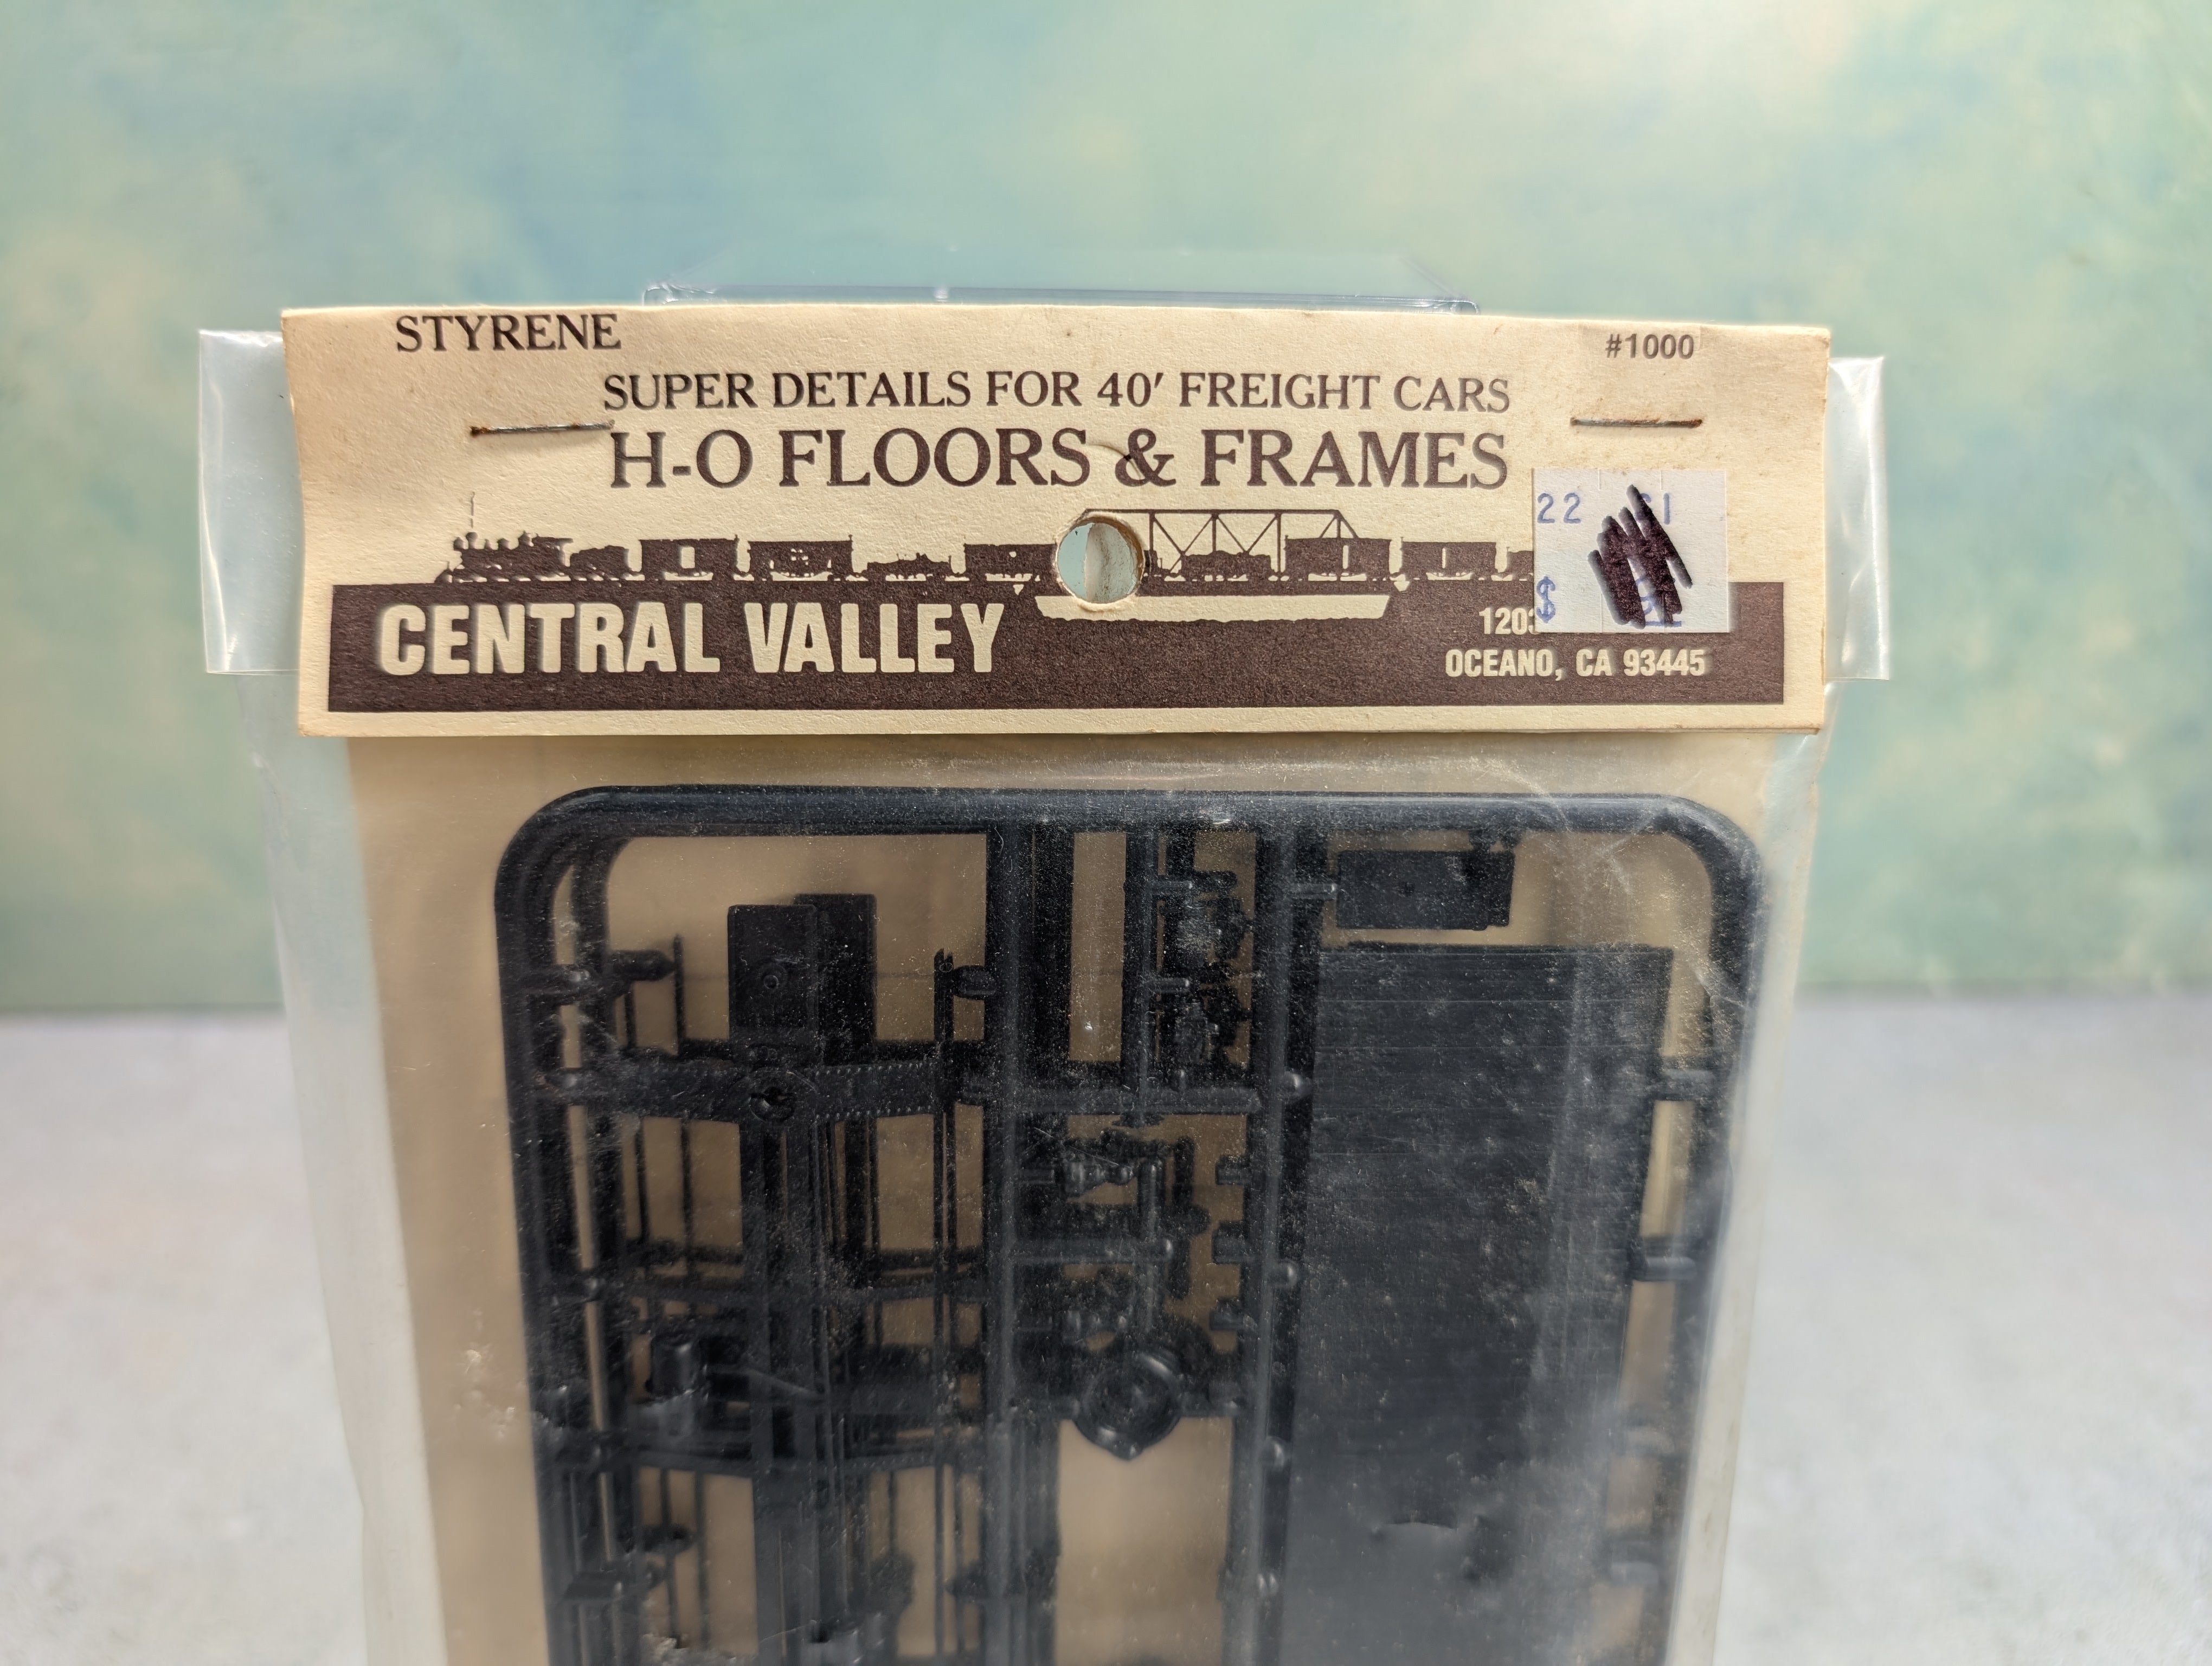 STYRENE
#1000
SUPER DETAILS FOR 40' FREIGHT CARS
H-O FLOORS & FRAMES
22
$
CENTRAL VALLEY
OCEANO, CA 93445